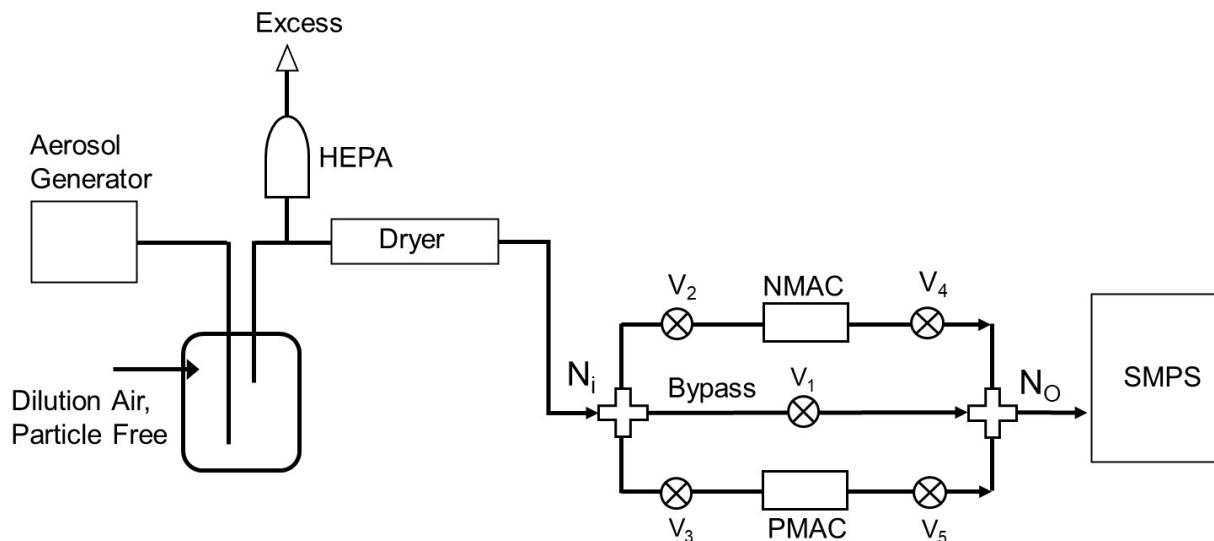 Excess
HEPA
Aerosol
Generator
Dryer
Dilution Air,
Particle Free
V₂
NMAC
V₄
Nᵢ
Bypass
V₁
N_O
SMPS
V₃
PMAC
V₅